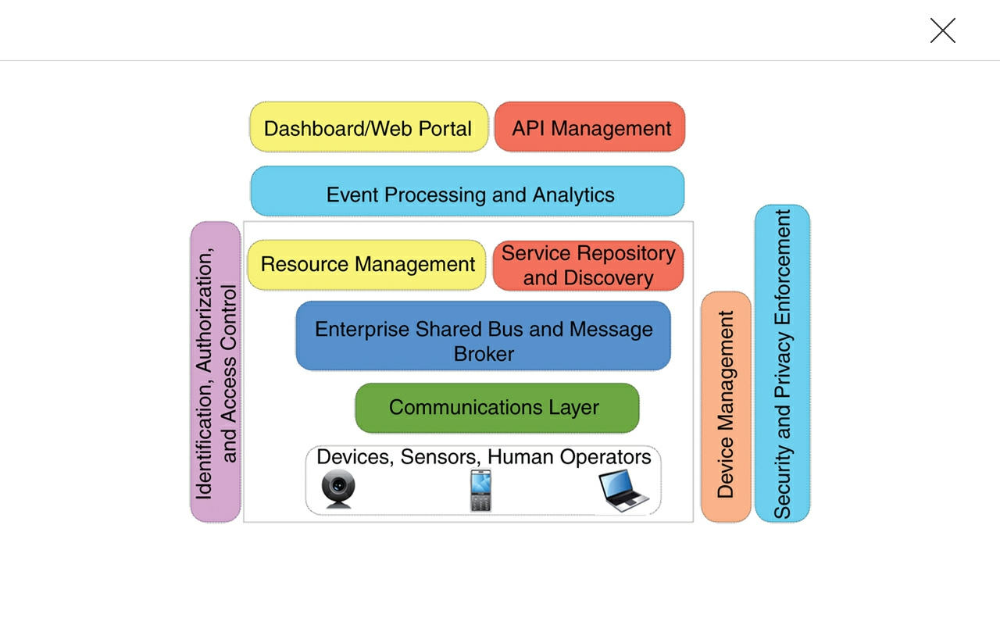 Dashboard/Web Portal
API Management
Event Processing and Analytics
Identification, Authorization,
and Access Control
Resource Management
Service Repository
and Discovery
Enterprise Shared Bus and Message
Broker
Communications Layer
Devices, Sensors, Human Operators
Device Management
Security and Privacy Enforcement